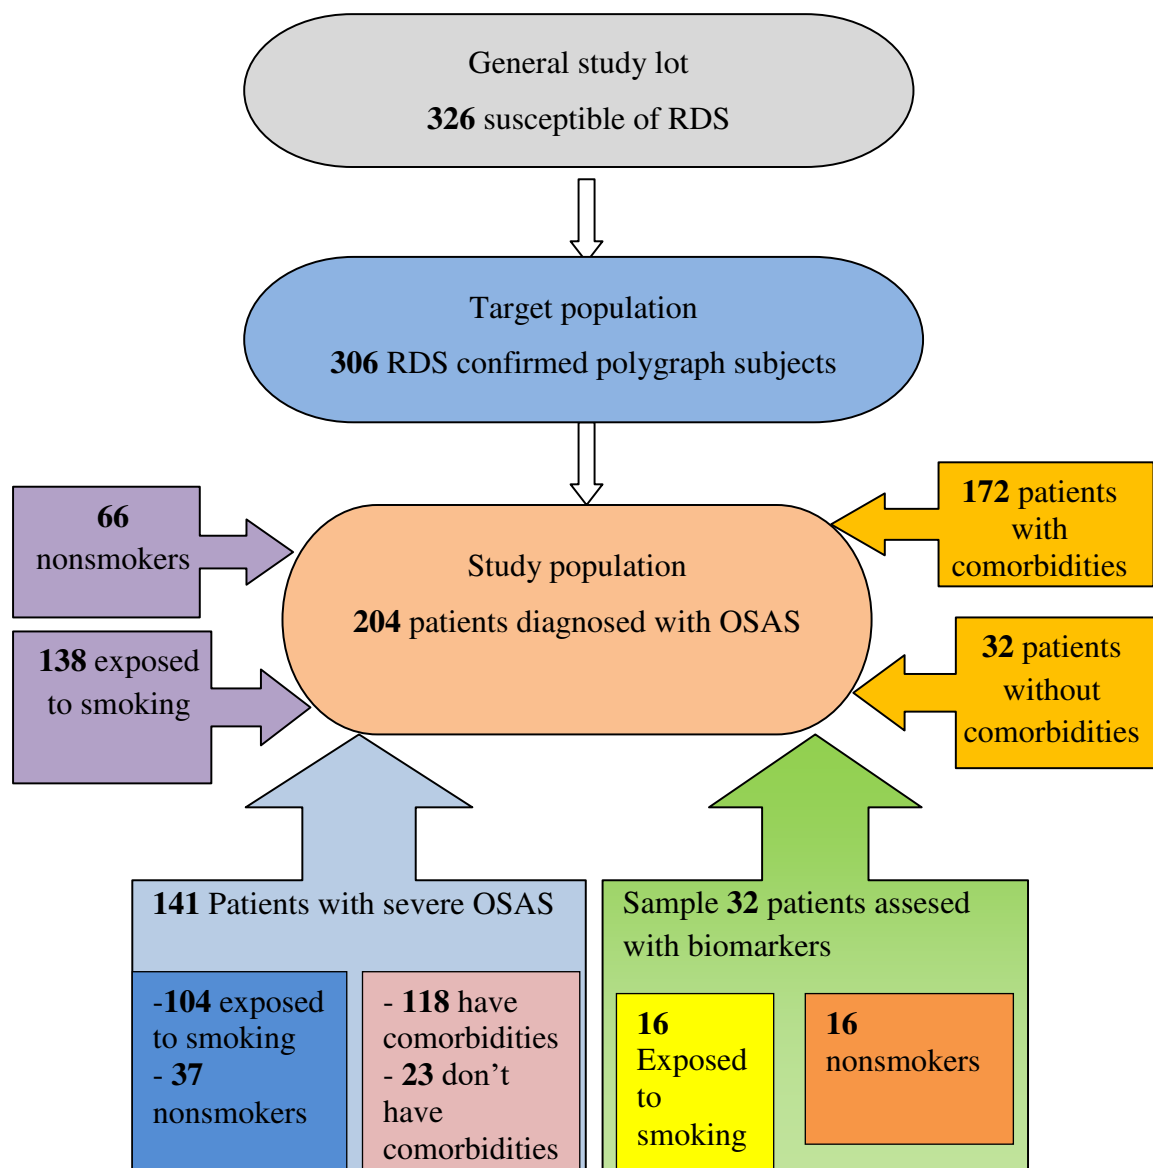 General study lot
326 susceptible of RDS
Target population
306 RDS confirmed polygraph subjects
66
nonsmokers
138 exposed
to smoking
Study population
204 patients diagnosed with OSAS
172 patients
with
comorbidities
32 patients
without
comorbidities
141 Patients with severe OSAS
-104 exposed
to smoking
- 37
nonsmokers
- 118 have
comorbidities
- 23 don’t
have
comorbidities
Sample 32 patients assesed
with biomarkers
16
Exposed
to
smoking
16
nonsmokers